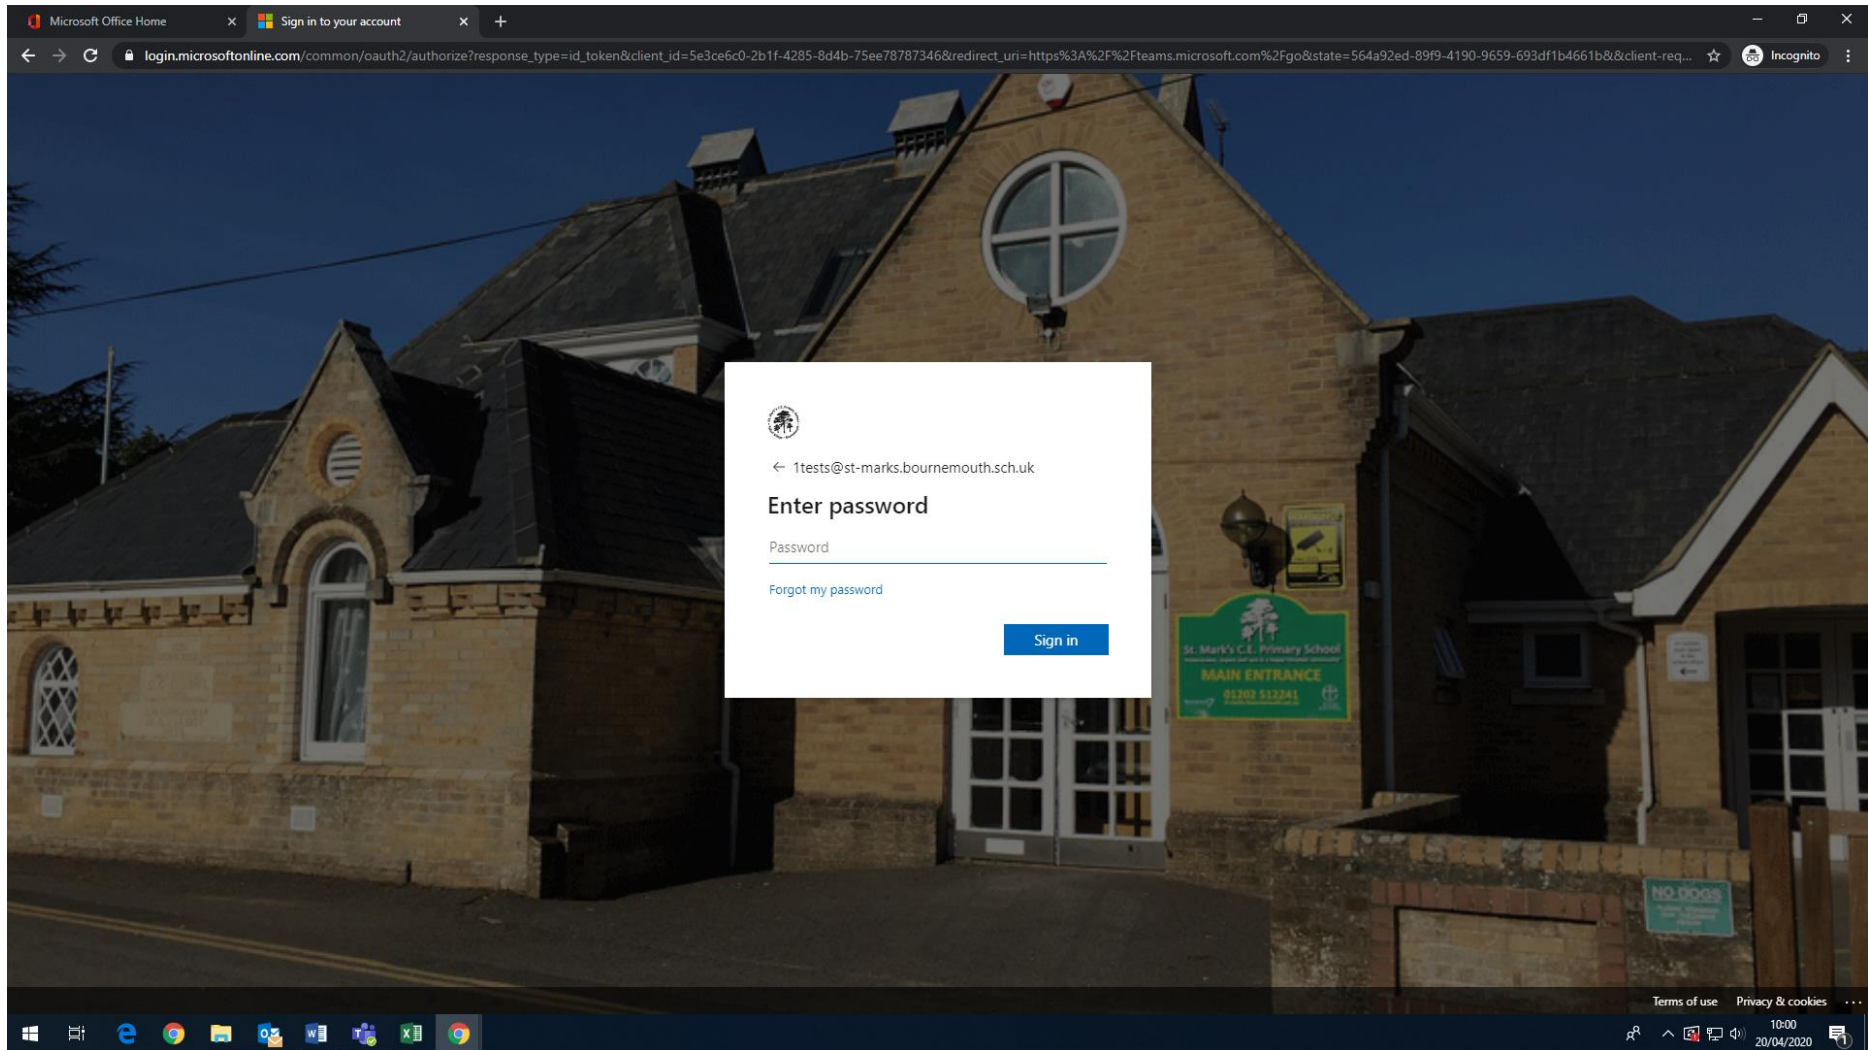 Microsoft Office Home
Sign in to your account
login.microsoftonline.com/common/oauth2/authorize?response_type=id_token&client_id=5e3ce6c0-2b1f-4285-8d4b-75ee78787346&redirect_uri=https%3A%2F%2Fteams.microsoft.com%2Fgo&state=564a92ed-89f9-4190-9659-693df1b4661b&&client-req...
Incognito
1tests@st-marks.bournemouth.sch.uk
Enter password
Password
Forgot my password
Sign in
St. Mark's C.E. Primary School
MAIN ENTRANCE
01202 512241
NO DOGS
Terms of use Privacy & cookies ...
10:00
20/04/2020